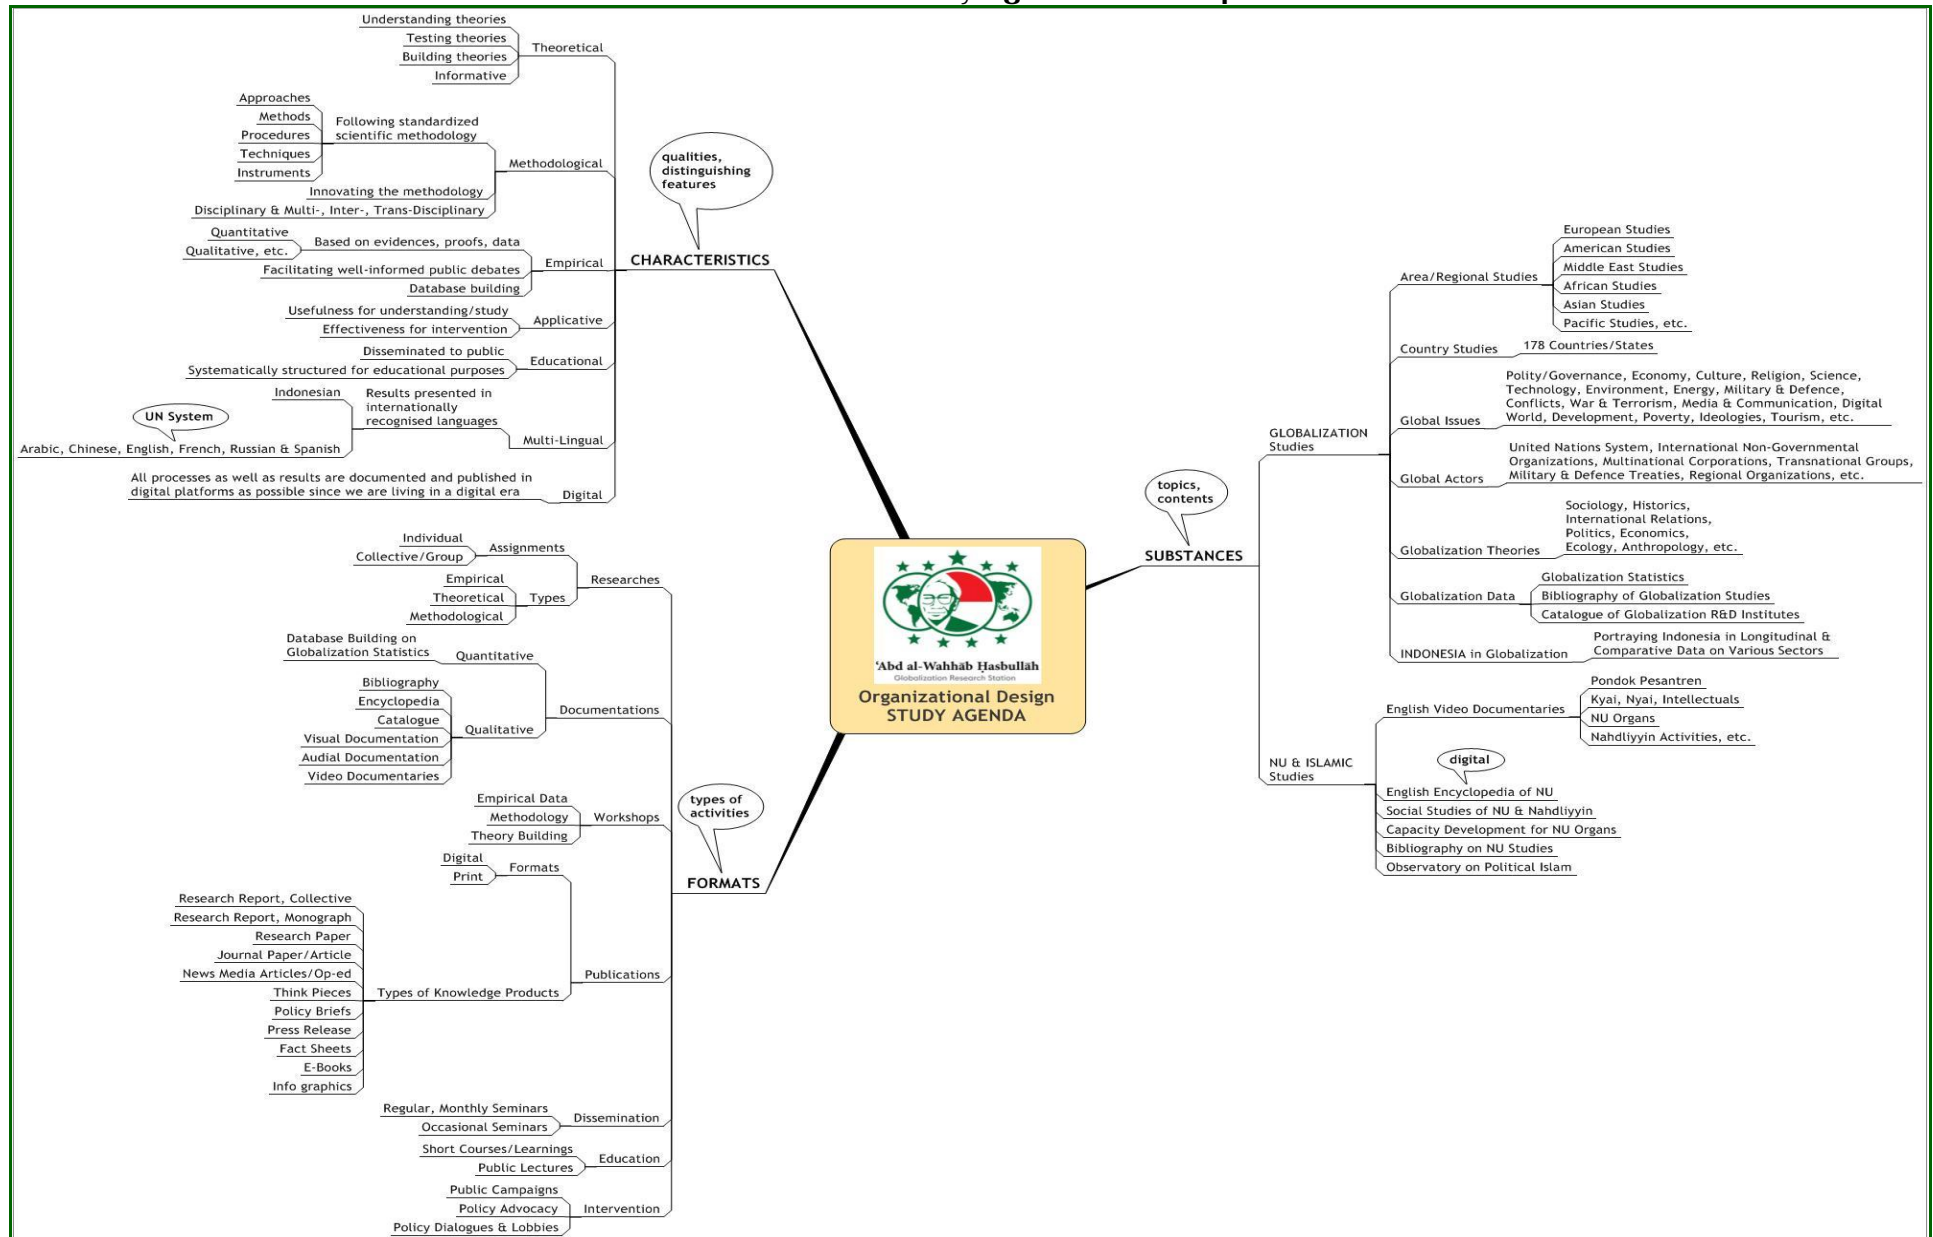 Understanding theories
Testing theories
Building theories
Informative
Theoretical
Approaches
Methods
Procedures
Techniques
Instruments
Following standardized
scientific methodology
Innovating the methodology
Disciplinary & Multi-, Inter-, Trans-Disciplinary
Methodological
Quantitative
Qualitative, etc.
Based on evidences, proofs, data
Facilitating well-informed public debates
Database building
Empirical
Usefulness for understanding/study
Effectiveness for intervention
Applicative
Disseminated to public
Systematically structured for educational purposes
Educational
Indonesian
UN System
Arabic, Chinese, English, French, Russian & Spanish
Results presented in
internationally
recognised languages
Multi-Lingual
All processes as well as results are documented and published in
digital platforms as possible since we are living in a digital era
Digital
qualities,
distinguishing
features
CHARACTERISTICS
Individual
Collective/Group
Assignments
Empirical
Theoretical
Methodological
Types
Researches
Database Building on
Globalization Statistics
Quantitative
Bibliography
Encyclopedia
Catalogue
Visual Documentation
Audial Documentation
Video Documentaries
Qualitative
Documentations
Empirical Data
Methodology
Theory Building
Workshops
Digital
Print
Formats
Research Report, Collective
Research Report, Monograph
Research Paper
Journal Paper/Article
News Media Articles/Op-ed
Think Pieces
Policy Briefs
Press Release
Fact Sheets
E-Books
Info graphics
Types of Knowledge Products
Publications
Regular, Monthly Seminars
Occasional Seminars
Dissemination
Short Courses/Learnings
Public Lectures
Education
Public Campaigns
Policy Advocacy
Policy Dialogues & Lobbies
Intervention
types of
activities
FORMATS
‘Abd al-Wahhāb Ḥasbullāh
Globalization Research Station
Organizational Design
STUDY AGENDA
topics,
contents
SUBSTANCES
GLOBALIZATION
Studies
Area/Regional Studies
European Studies
American Studies
Middle East Studies
African Studies
Asian Studies
Pacific Studies, etc.
Country Studies
178 Countries/States
Global Issues
Polity/Governance, Economy, Culture, Religion, Science,
Technology, Environment, Energy, Military & Defence,
Conflicts, War & Terrorism, Media & Communication, Digital
World, Development, Poverty, Ideologies, Tourism, etc.
Global Actors
United Nations System, International Non-Governmental
Organizations, Multinational Corporations, Transnational Groups,
Military & Defence Treaties, Regional Organizations, etc.
Globalization Theories
Sociology, Historics,
International Relations,
Politics, Economics,
Ecology, Anthropology, etc.
Globalization Data
Globalization Statistics
Bibliography of Globalization Studies
Catalogue of Globalization R&D Institutes
INDONESIA in Globalization
Portraying Indonesia in Longitudinal &
Comparative Data on Various Sectors
NU & ISLAMIC
Studies
English Video Documentaries
Pondok Pesantren
Kyai, Nyai, Intellectuals
NU Organs
Nahdliyyin Activities, etc.
digital
English Encyclopedia of NU
Social Studies of NU & Nahdliyyin
Capacity Development for NU Organs
Bibliography on NU Studies
Observatory on Political Islam